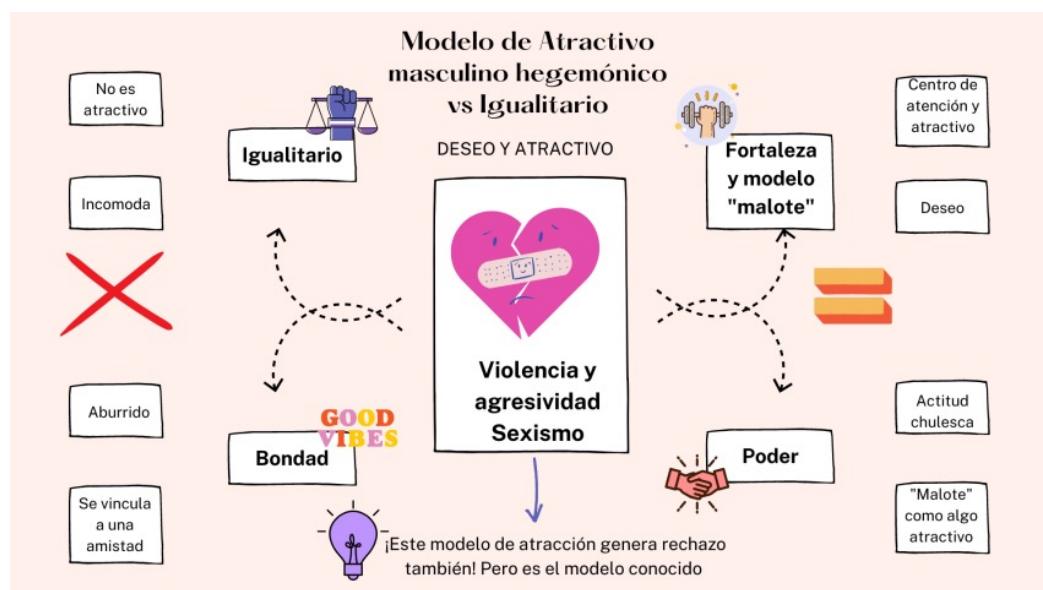 Modelo de Atractivo
masculino hegemónico
vs Igualitario
DESEO Y ATRACTIVO
No es
atractivo
Incomoda
Igualitario
Aburrido
Se vincula
a una
amistad
GOOD
VIBES
Bondad
Violencia y
agresividad
Sexismo
¡Este modelo de atracción genera rechazo
también! Pero es el modelo conocido
Fortaleza
y modelo
"malote"
Poder
Centro de
atención y
atractivo
Deseo
Actitud
chulesca
"Malote"
como algo
atractivo